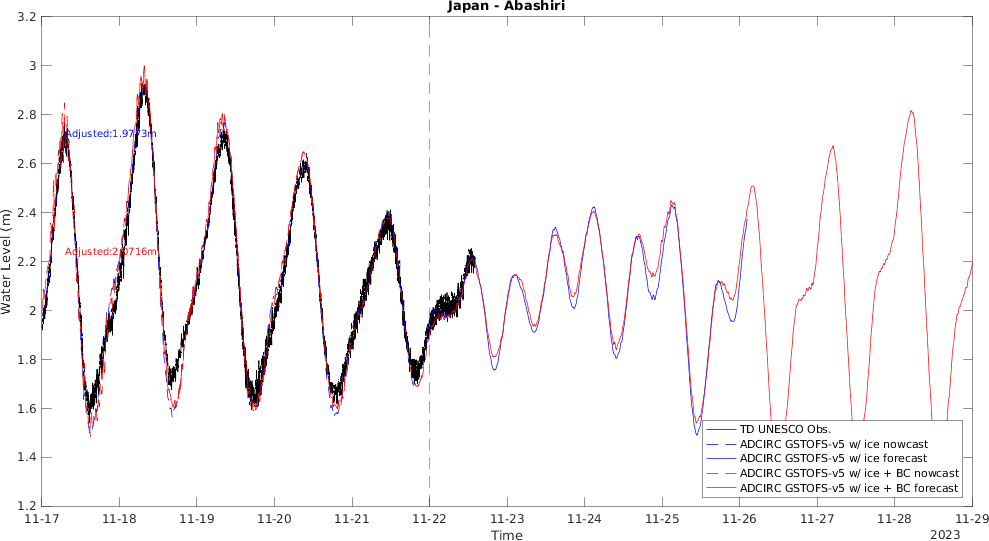 Japan - Abashiri
3.2
3
2.8
2.6
2.4
2.2
2
1.8
1.6
1.4
1.2
Water Level (m)
Adjusted:1.9773m
Adjusted:2.0716m
TD UNESCO Obs.
ADCIRC GSTOFS-v5 w/ ice nowcast
ADCIRC GSTOFS-v5 w/ ice forecast
ADCIRC GSTOFS-v5 w/ ice + BC nowcast
ADCIRC GSTOFS-v5 w/ ice + BC forecast
11-17 11-18 11-19 11-20 11-21 11-22 11-23 11-24 11-25 11-26 11-27 11-28 11-29
Time
2023